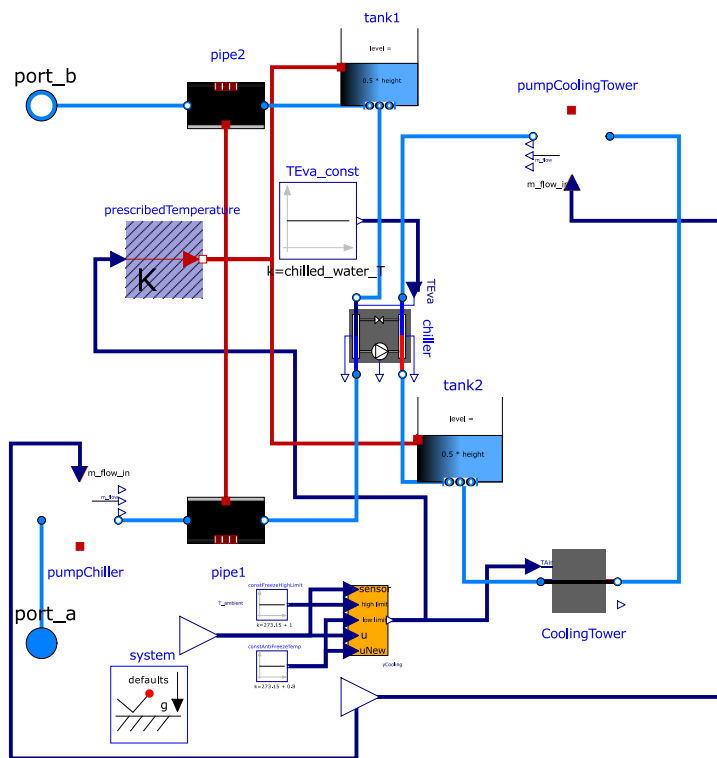 tank1
level =
0.5 * height
pipe2
port_b
pumpCoolingTower
m_flow
m_flow_in
TEva_const
k=chilled_water_T
prescribedTemperature
K
TEva
chiller
tank2
level =
0.5 * height
m_flow_in
m_flow
pumpChiller
pipe1
port_a
TAir
CoolingTower
constFreezeHighLimit
k=273.15 + 1
T_ambient
constAntiFreezeTemp
k=273.15 + 0.8
sensor
high limit
low limit
u
uNew
yCooling
system
defaults
g